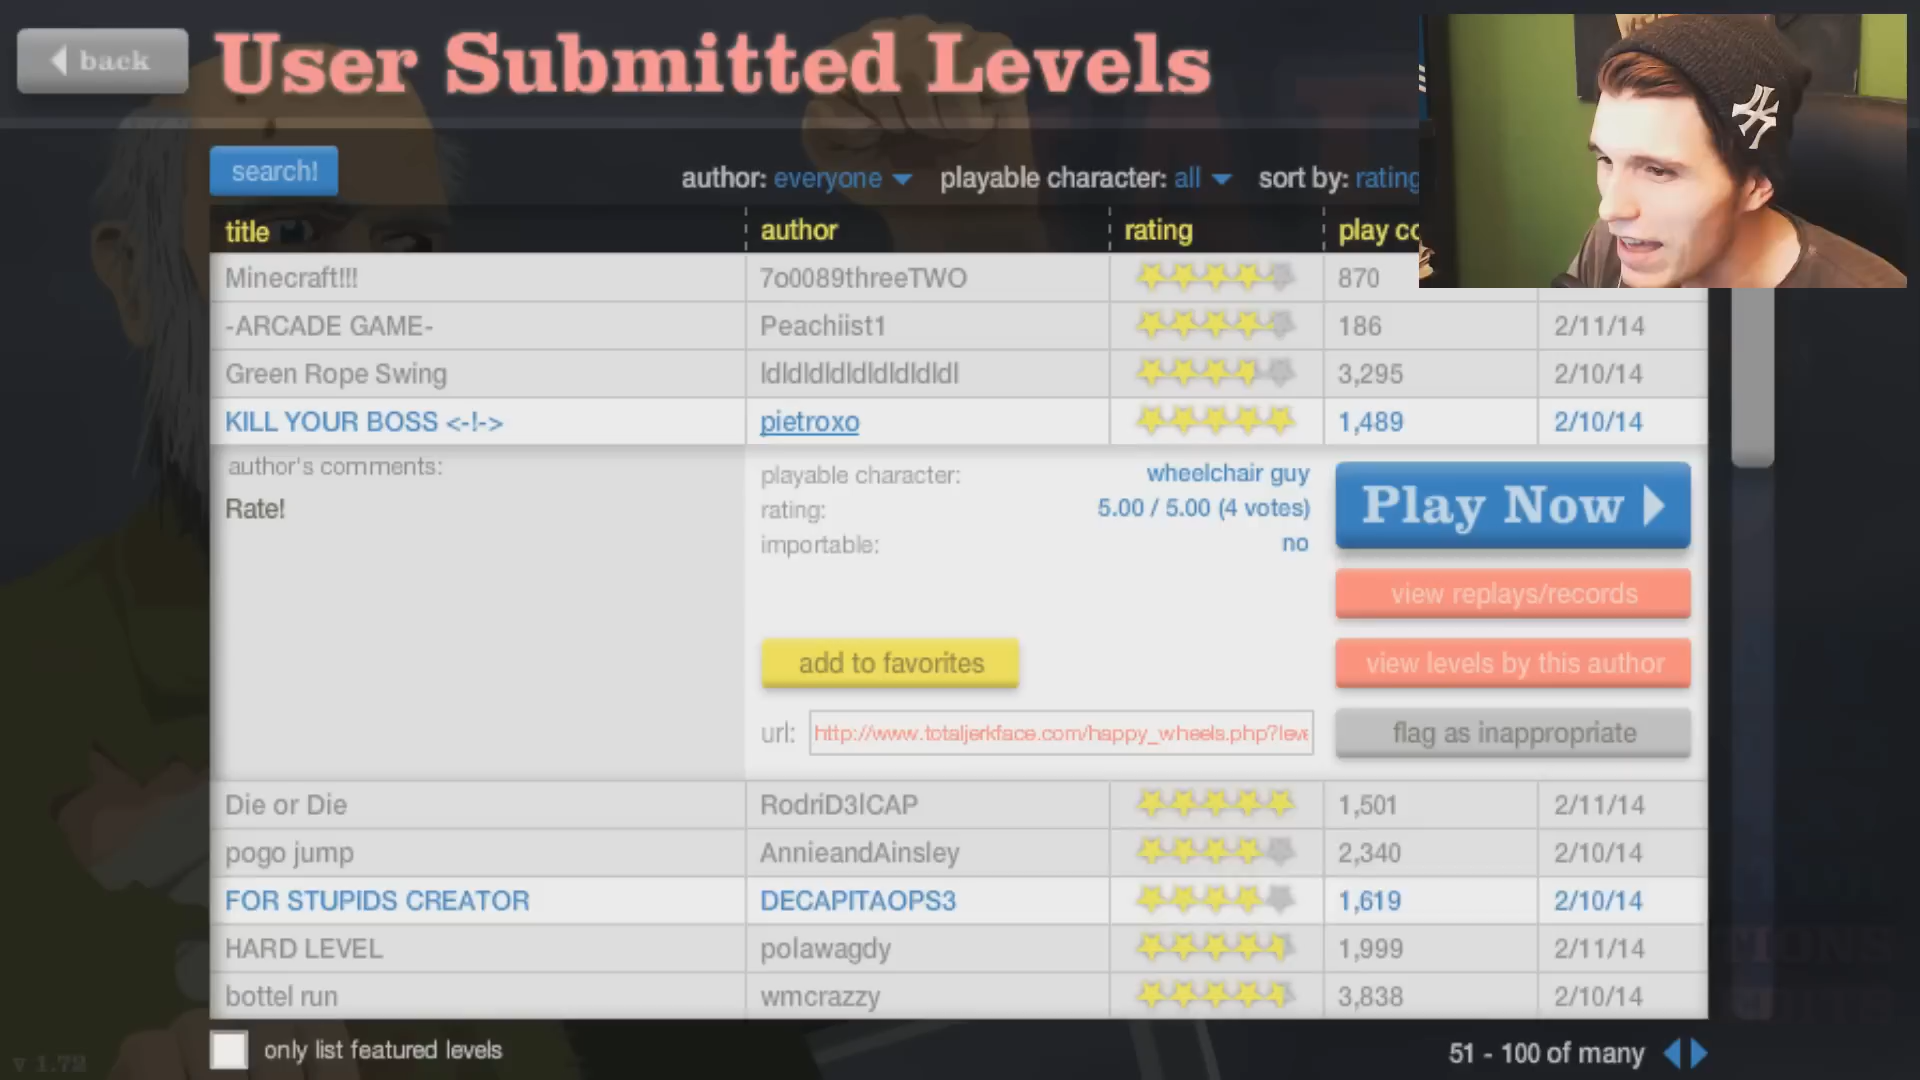 back
User Submitted Levels
search!
author: everyone
playable character: all
sort by: rating
title author rating play co
Minecraft!!! 7o0089threeTWO 870
-ARCADE GAME- Peachiist1 186 2/11/14
Green Rope Swing ldldldldldldldldldl 3,295 2/10/14
KILL YOUR BOSS <-!-> pietroxo 1,489 2/10/14
author's comments:
Rate!
playable character: wheelchair guy
rating: 5.00 / 5.00 (4 votes)
importable: no
Play Now
view replays/records
add to favorites
view levels by this author
url: http://www.totaljerkface.com/happy_wheels.php?leve
flag as inappropriate
Die or Die RodriD3lCAP 1,501 2/11/14
pogo jump AnnieandAinsley 2,340 2/10/14
FOR STUPIDS CREATOR DECAPITAOPS3 1,619 2/10/14
HARD LEVEL polawagdy 1,999 2/11/14
bottel run wmcrazzy 3,838 2/10/14
only list featured levels
51 - 100 of many
v 1.72